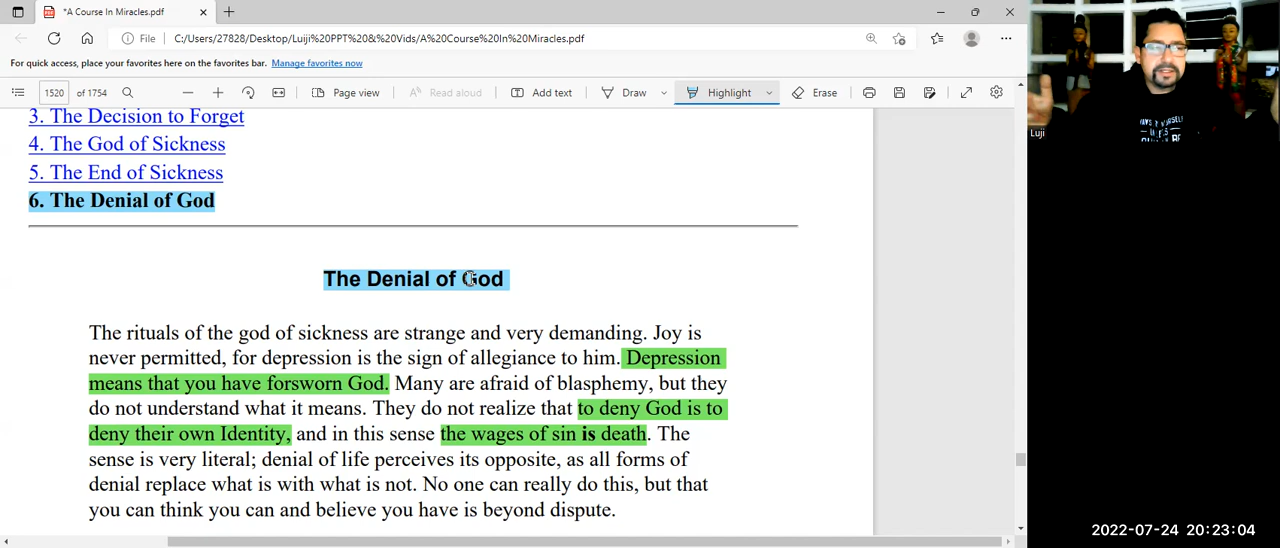 *A Course In Miracles.pdf
File
C:/Users/27828/Desktop/Luiji%20PPT%20&%20Vids/A%20Course%20In%20Miracles.pdf
For quick access, place your favorites here on the favorites bar. Manage favorites now
1520 of 1754
Page view
Read aloud
Add text
Draw
Highlight
Erase
3. The Decision to Forget
4. The God of Sickness
5. The End of Sickness
6. The Denial of God
The Denial of God
The rituals of the god of sickness are strange and very demanding. Joy is
never permitted, for depression is the sign of allegiance to him. Depression
means that you have forsworn God. Many are afraid of blasphemy, but they
do not understand what it means. They do not realize that to deny God is to
deny their own Identity, and in this sense the wages of sin is death. The
sense is very literal; denial of life perceives its opposite, as all forms of
denial replace what is with what is not. No one can really do this, but that
you can think you can and believe you have is beyond dispute.
2022-07-24 20:23:04